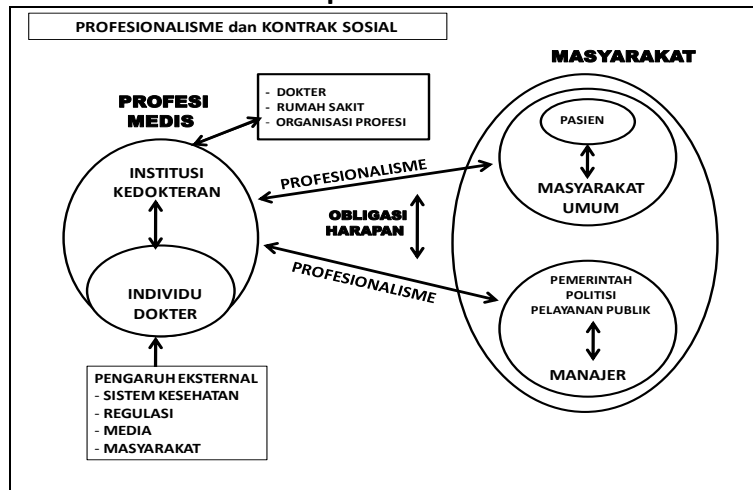 PROFESIONALISME dan KONTRAK SOSIAL
PROFESI
MEDIS
- DOKTER
- RUMAH SAKIT
- ORGANISASI PROFESI
MASYARAKAT
INSTITUSI
KEDOKTERAN
INDIVIDU
DOKTER
PROFESIONALISME
OBLIGASI
HARAPAN
PROFESIONALISME
PASIEN
MASYARAKAT
UMUM
PEMERINTAH
POLITISI
PELAYANAN PUBLIK
MANAJER
PENGARUH EKSTERNAL
- SISTEM KESEHATAN
- REGULASI
- MEDIA
- MASYARAKAT